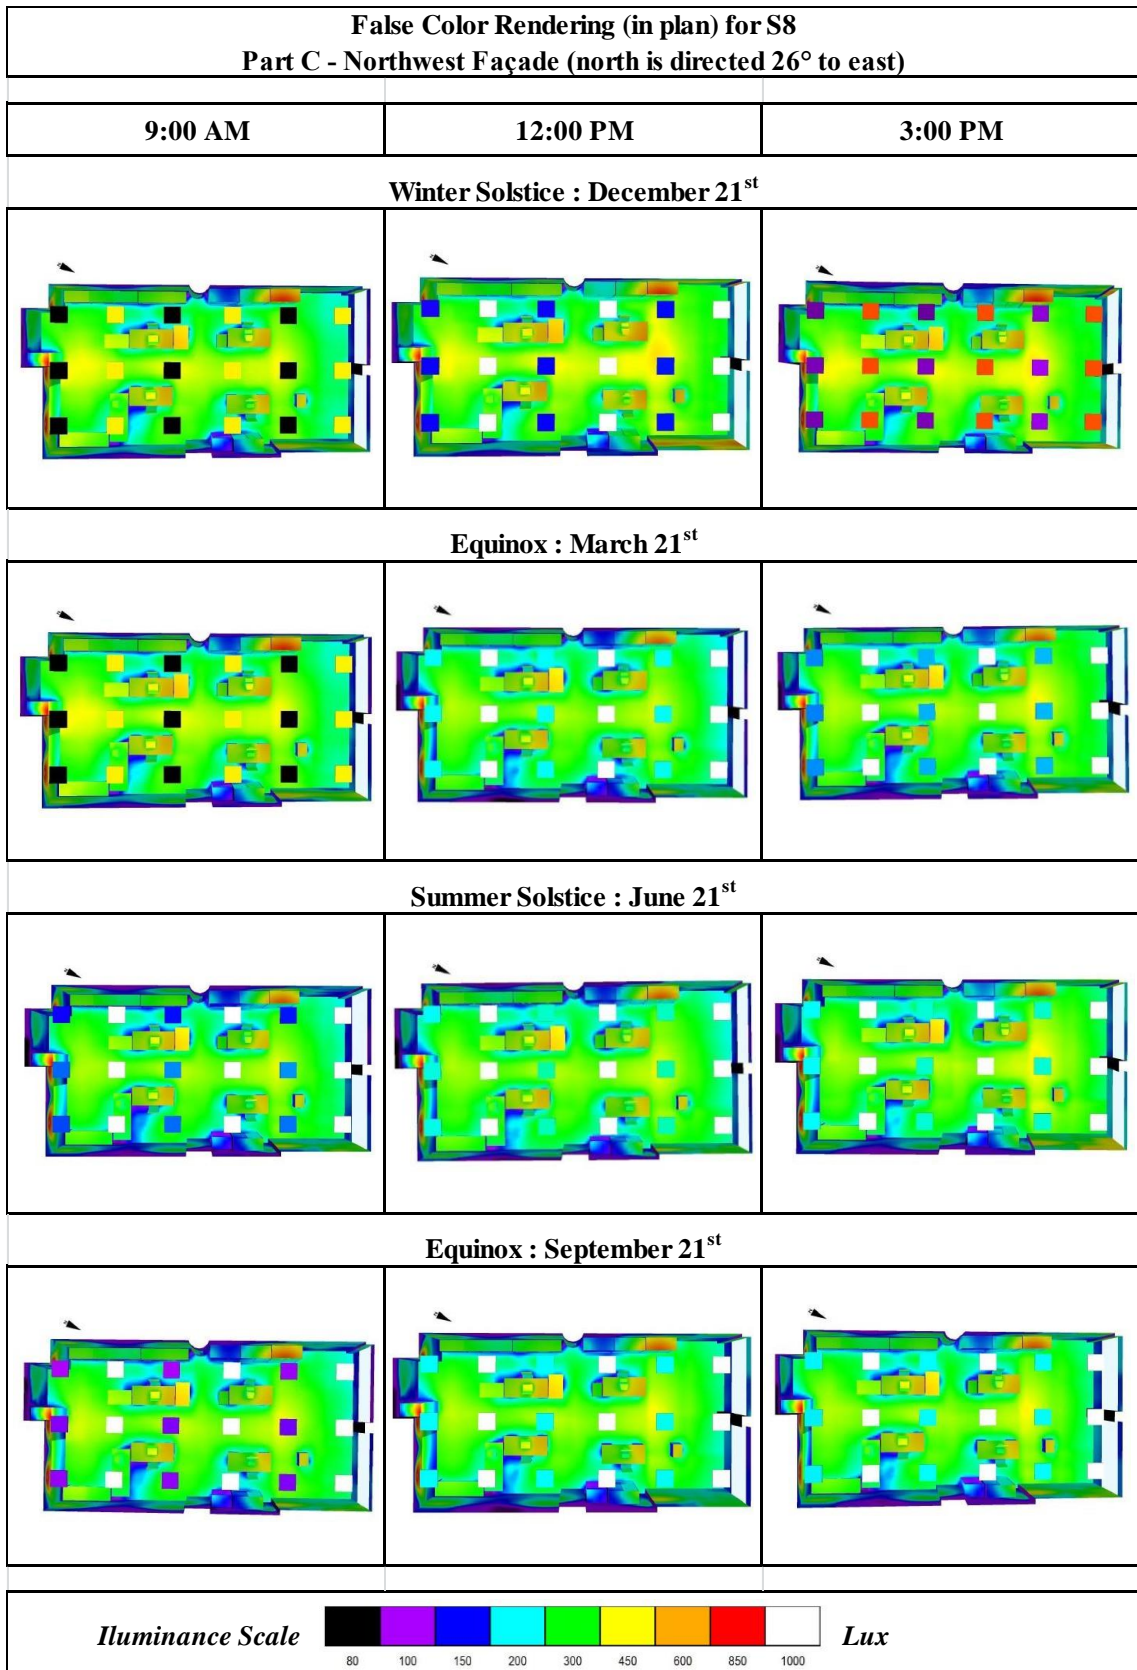 False Color Rendering (in plan) for S8
Part C - Northwest Façade (north is directed 26° to east)
9:00 AM 12:00 PM 3:00 PM
Winter Solstice : December 21st
Equinox : March 21st
Summer Solstice : June 21st
Equinox : September 21st
Iluminance Scale Lux
80 100 150 200 300 450 600 850 1000